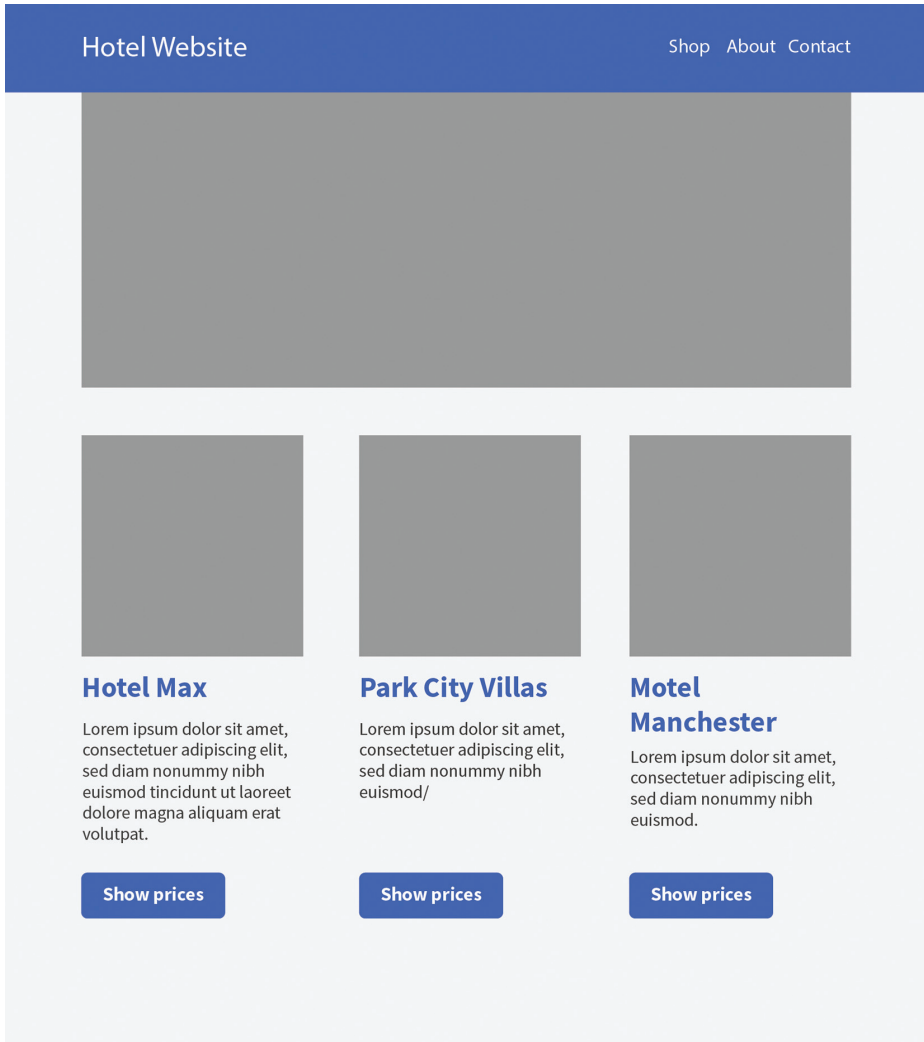 Hotel Website
Shop About Contact
Hotel Max
Lorem ipsum dolor sit amet,
consectetuer adipiscing elit,
sed diam nonummy nibh
euismod tincidunt ut laoreet
dolore magna aliquam erat
volutpat.
Show prices
Park City Villas
Lorem ipsum dolor sit amet,
consectetuer adipiscing elit,
sed diam nonummy nibh
euismod/
Show prices
Motel
Manchester
Lorem ipsum dolor sit amet,
consectetuer adipiscing elit,
sed diam nonummy nibh
euismod.
Show prices